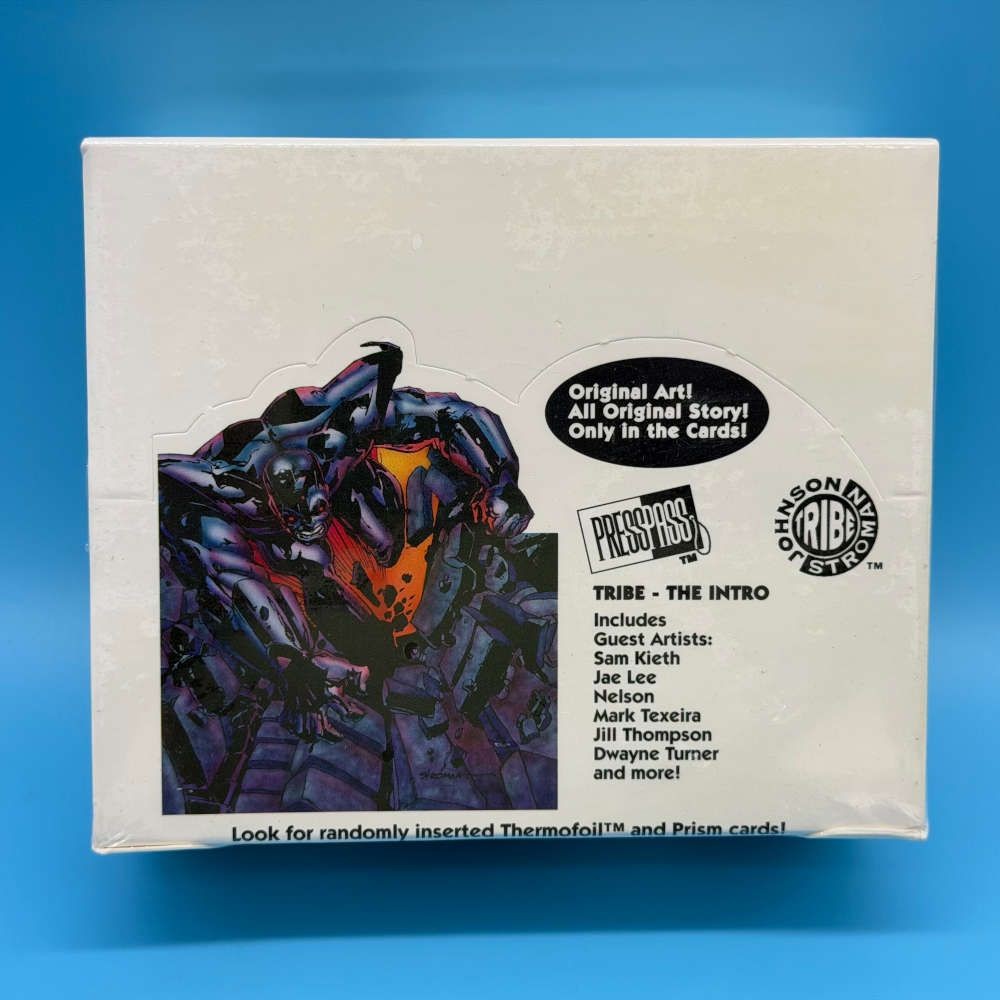 Original Art!
All Original Story!
Only in the Cards!
PRESSPASS
TM
JOHNSON
TRIBE
STROMAN
TM
TRIBE - THE INTRO
Includes
Guest Artists:
Sam Kieth
Jae Lee
Nelson
Mark Texeira
Jill Thompson
Dwayne Turner
and more!
STROMAN
Look for randomly inserted Thermofoil™ and Prism cards!